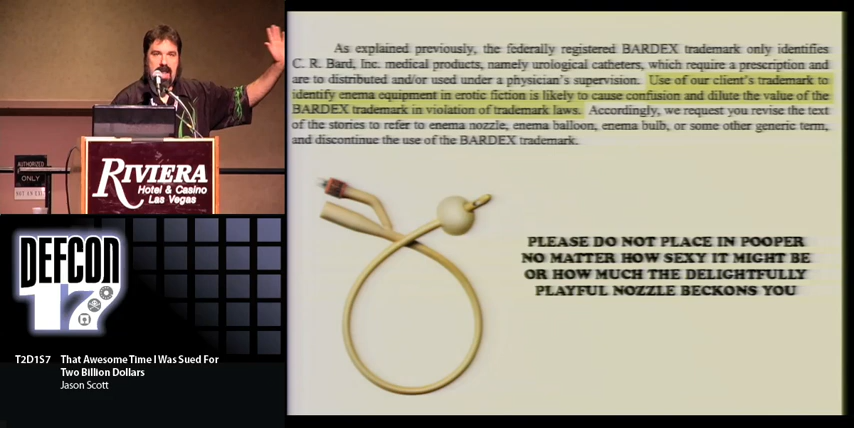 As explained previously, the federally registered BARDEX trademark only identifies
C. R. Bard, Inc. medical products, namely urological catheters, which require a prescription and
are to distributed and/or used under a physician's supervision. Use of our client's trademark to
identify enema equipment in erotic fiction is likely to cause confusion and dilute the value of the
BARDEX trademark in violation of trademark laws. Accordingly, we request you revise the text
of the stories to refer to enema nozzle, enema balloon, enema bulb, or some other generic term,
and discontinue the use of the BARDEX trademark.
PLEASE DO NOT PLACE IN POOPER
NO MATTER HOW SEXY IT MIGHT BE
OR HOW MUCH THE DELIGHTFULLY
PLAYFUL NOZZLE BECKONS YOU
AUTHORIZED
ONLY
RIVIERA
Hotel & Casino
Las Vegas
DEFCON
17
T2D1S7 That Awesome Time I Was Sued For
Two Billion Dollars
Jason Scott